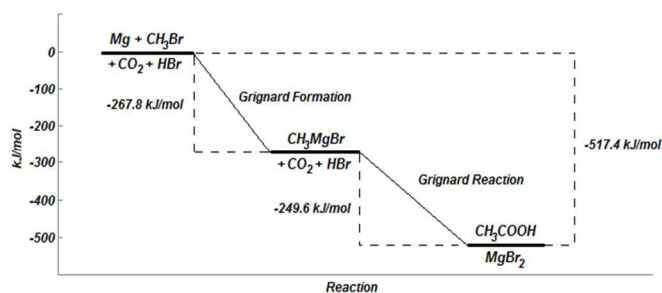 Mg + CH3Br
+ CO2 + HBr
-267.8 kJ/mol
Grignard Formation
CH3MgBr
+ CO2 + HBr
-249.6 kJ/mol
Grignard Reaction
-517.4 kJ/mol
CH3COOH
MgBr2
0
-100
-200
-300
-400
-500
kJ/mol
Reaction